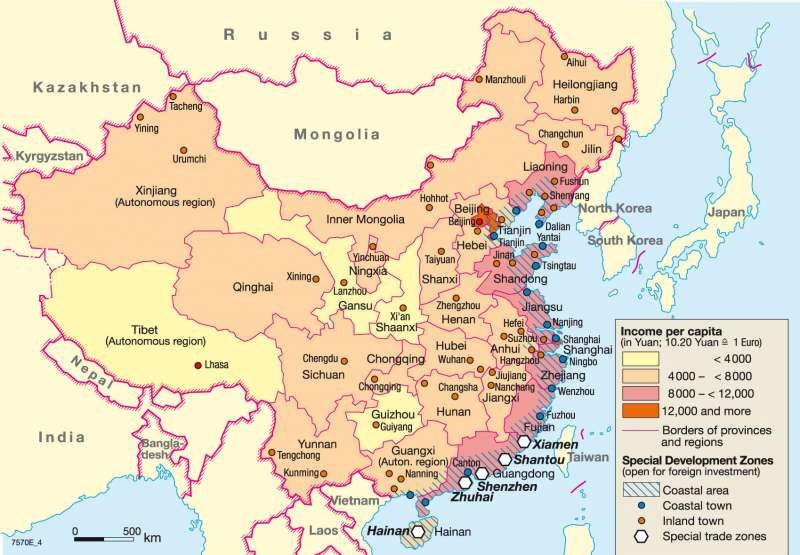 Russia
Kazakhstan
Mongolia
Kyrgyzstan
Tacheng
Yining
Urumchi
Xinjiang
(Autonomous region)
Manzhouli
Aihui
Heilongjiang
Harbin
Changchun
Jilin
Liaoning
Fushun
Shenyang
North Korea
South Korea
Japan
Dalian
Yantai
Tsingtau
Hohhot
Inner Mongolia
Beijing
Beijing
Tianjin
Tianjin
Hebei
Jinan
Shandong
Taiyuan
Shanxi
Yinchuan
Ningxia
Xining
Qinghai
Lanzhou
Gansu
Xi'an
Shaanxi
Zhengzhou
Henan
Jiangsu
Nanjing
Hefei
Suzhou
Shanghai
Shanghai
Anhui
Hangzhou
Ningbo
Zhejiang
Wenzhou
Tibet
(Autonomous region)
Lhasa
Nepal
India
Bangla-
desh
Chengdu
Sichuan
Chongqing
Chongqing
Hubei
Wuhan
Jiujiang
Nanchang
Jiangxi
Changsha
Hunan
Guizhou
Guiyang
Fuzhou
Fujian
Xiamen
Taiwan
Yunnan
Tengchong
Kunming
Guangxi
(Auton. region)
Nanning
Canton
Shantou
Guangdong
Shenzhen
Zhuhai
Vietnam
Laos
Hainan
Hainan
0
500 km
7570E_4
Income per capita
(in Yuan; 10.20 Yuan ≙ 1 Euro)
< 4000
4000 – < 8000
8000 – < 12,000
12,000 and more
Borders of provinces
and regions
Special Development Zones
(open for foreign investment)
Coastal area
Coastal town
Inland town
Special trade zones